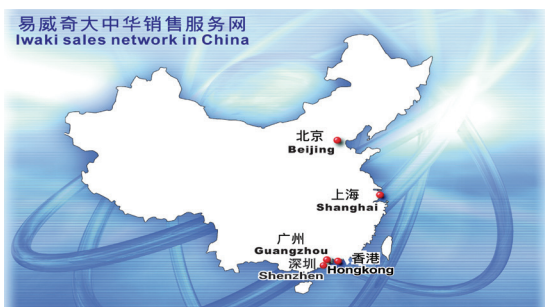 易威奇大中华销售服务网
Iwaki sales network in China
北京
Beijing
上海
Shanghai
广州
Guangzhou
深圳
Shenzhen
香港
Hongkong